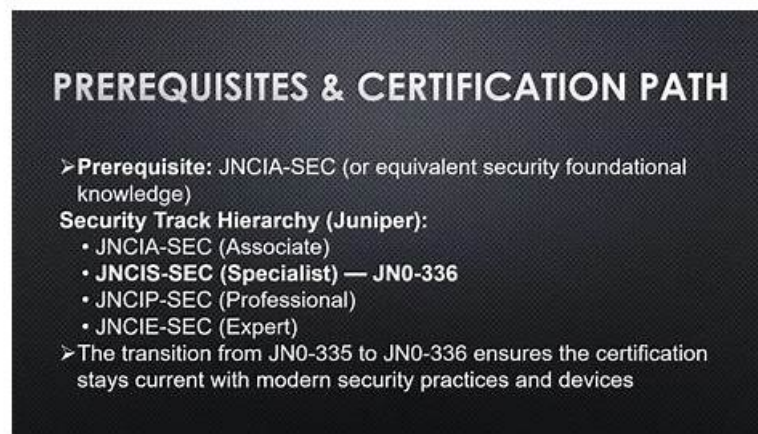 PREREQUISITES & CERTIFICATION PATH
➢Prerequisite: JNCIA-SEC (or equivalent security foundational
knowledge)
Security Track Hierarchy (Juniper):
• JNCIA-SEC (Associate)
• JNCIS-SEC (Specialist) — JN0-336
• JNCIP-SEC (Professional)
• JNCIE-SEC (Expert)
➢The transition from JN0-335 to JN0-336 ensures the certification
stays current with modern security practices and devices